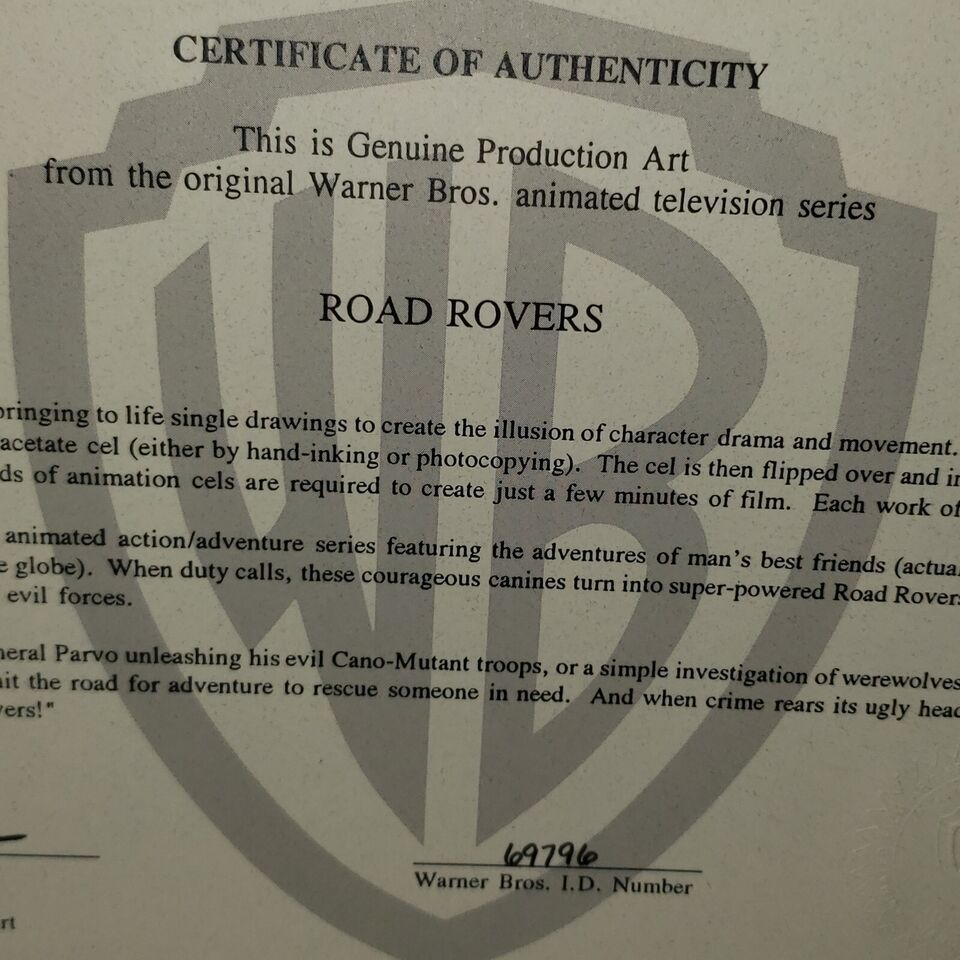 CERTIFICATE OF AUTHENTICITY
This is Genuine Production Art
from the original Warner Bros. animated television series
ROAD ROVERS
bringing to life single drawings to create the illusion of character drama and movement.
acetate cel (either by hand-inking or photocopying). The cel is then flipped over and in
ds of animation cels are required to create just a few minutes of film. Each work of
animated action/adventure series featuring the adventures of man's best friends (actual
e globe). When duty calls, these courageous canines turn into super-powered Road Rovers
evil forces.
neral Parvo unleashing his evil Cano-Mutant troops, or a simple investigation of werewolves
hit the road for adventure to rescue someone in need. And when crime rears its ugly head
vers!"
69796
Warner Bros. I.D. Number
rt
WB